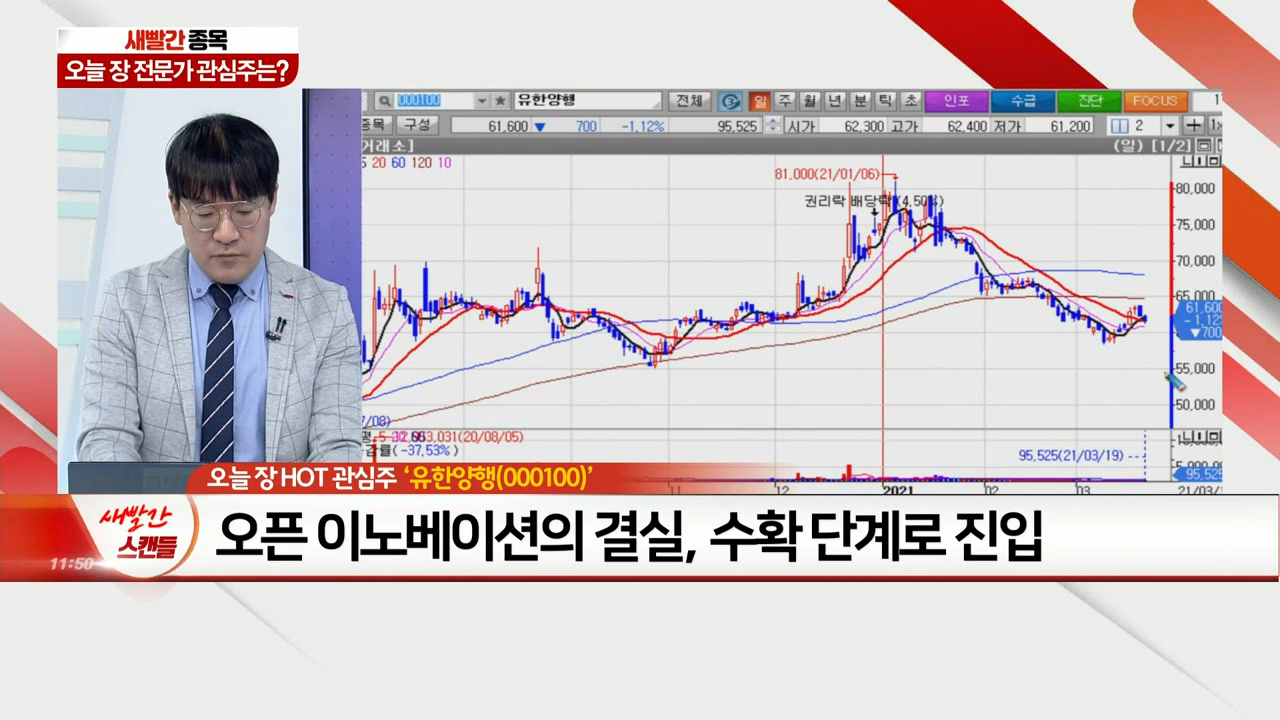 새빨간 종목
오늘 장 전문가 관심주는?
000100 유한양행 전체 일 주 월 년 분 틱 초 인포 수급 진단 FOCUS
종목 구성 61,600 ▼ 700 -1.12% 95,525 시가 62,300 고가 62,400 저가 61,200 2
거래소] (일) [1/2]
5 20 60 120 10
81,000(21/01/06)
권리락 배당락(4.50%)
80,000
75,000
70,000
65,000
61,600
-1.12
▼700
55,000
50,000
7/08)
(20/08/05)
감률(-37,53%)
95,525(21/03/19)
95,525
11 12 2021 02 03 21/03/1
오늘 장 HOT 관심주 '유한양행(000100)'
새빨간
스캔들
11:50
오픈 이노베이션의 결실, 수확 단계로 진입